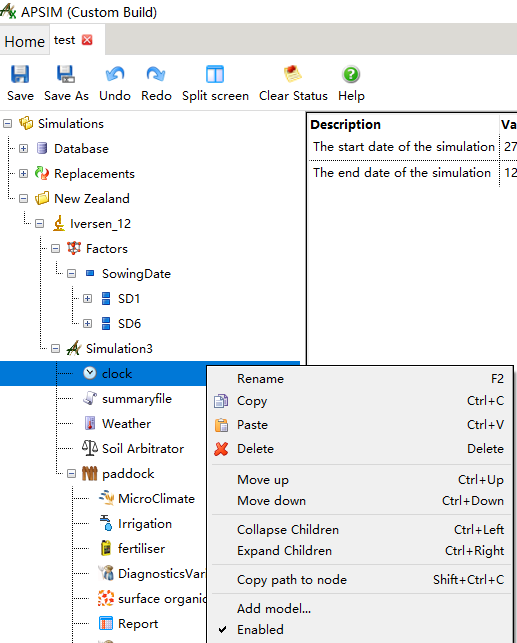 APSIM (Custom Build)
Home test
Save Save As Undo Redo Split screen Clear Status Help
Simulations
Database
Replacements
New Zealand
Iversen_12
Factors
SowingDate
SD1
SD6
Simulation3
clock
summaryfile
Weather
Soil Arbitrator
paddock
MicroClimate
Irrigation
fertiliser
DiagnosticsVar
surface organic
Report
Description Va
The start date of the simulation 27
The end date of the simulation 12
Rename F2
Copy Ctrl+C
Paste Ctrl+V
Delete Delete
Move up Ctrl+Up
Move down Ctrl+Down
Collapse Children Ctrl+Left
Expand Children Ctrl+Right
Copy path to node Shift+Ctrl+C
Add model...
Enabled